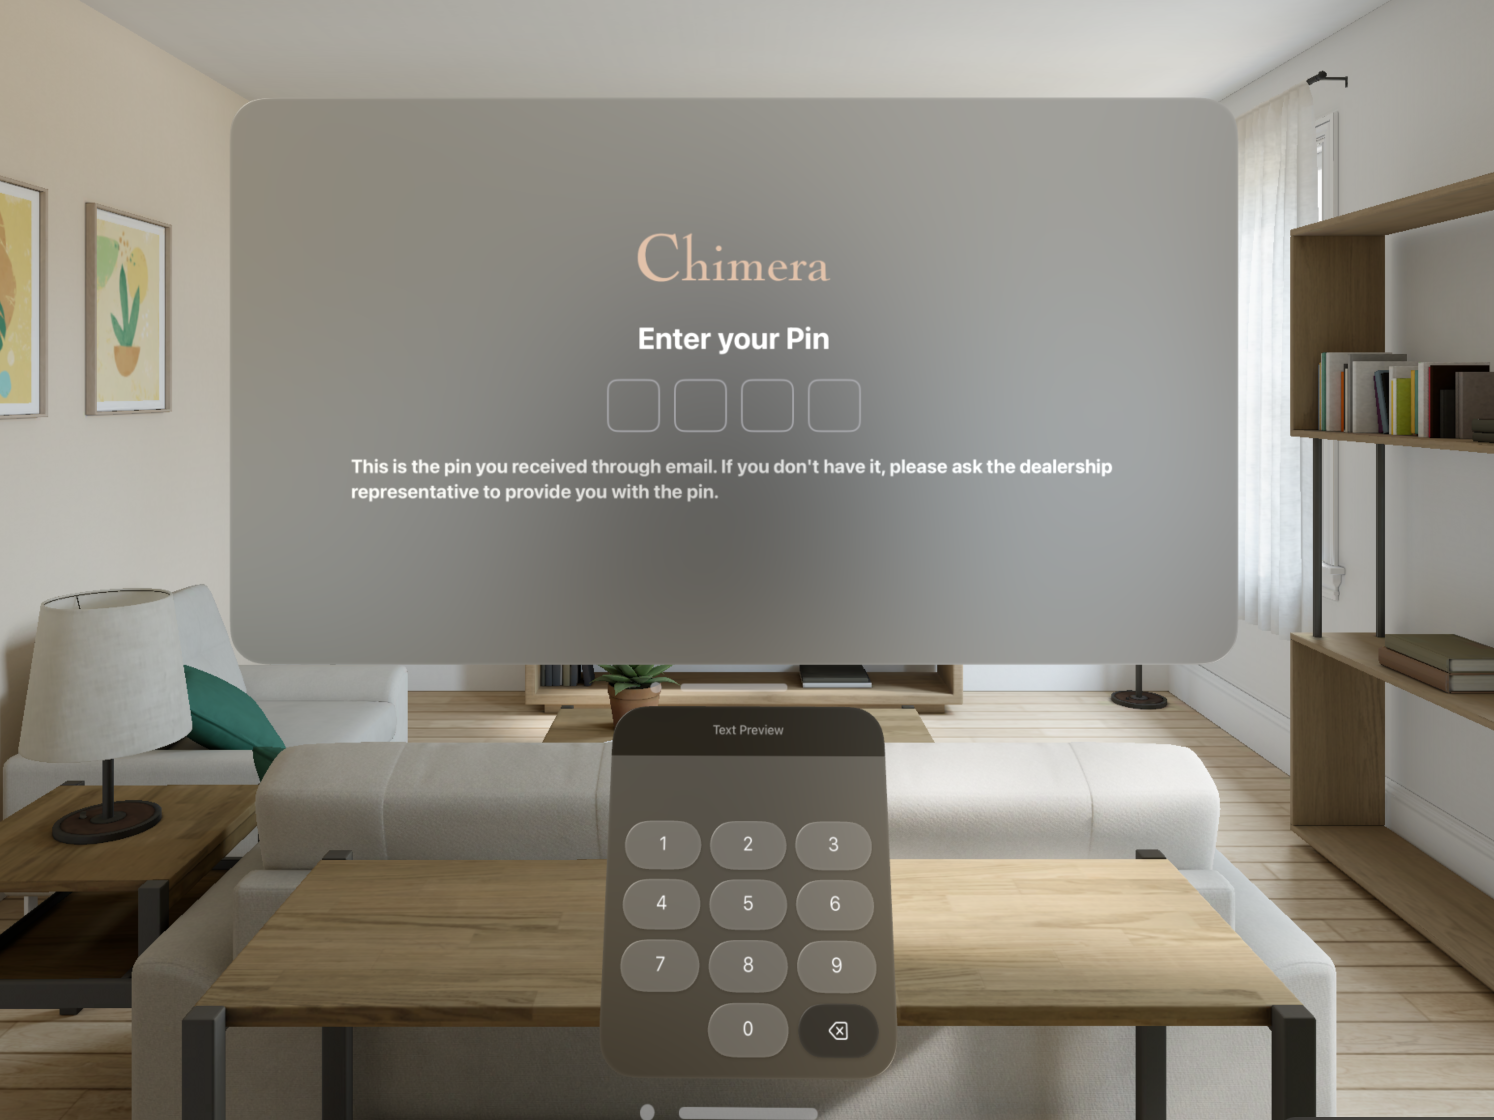 Chimera
Enter your Pin
This is the pin you received through email. If you don't have it, please ask the dealership
representative to provide you with the pin.
Text Preview
1 2 3
4 5 6
7 8 9
0